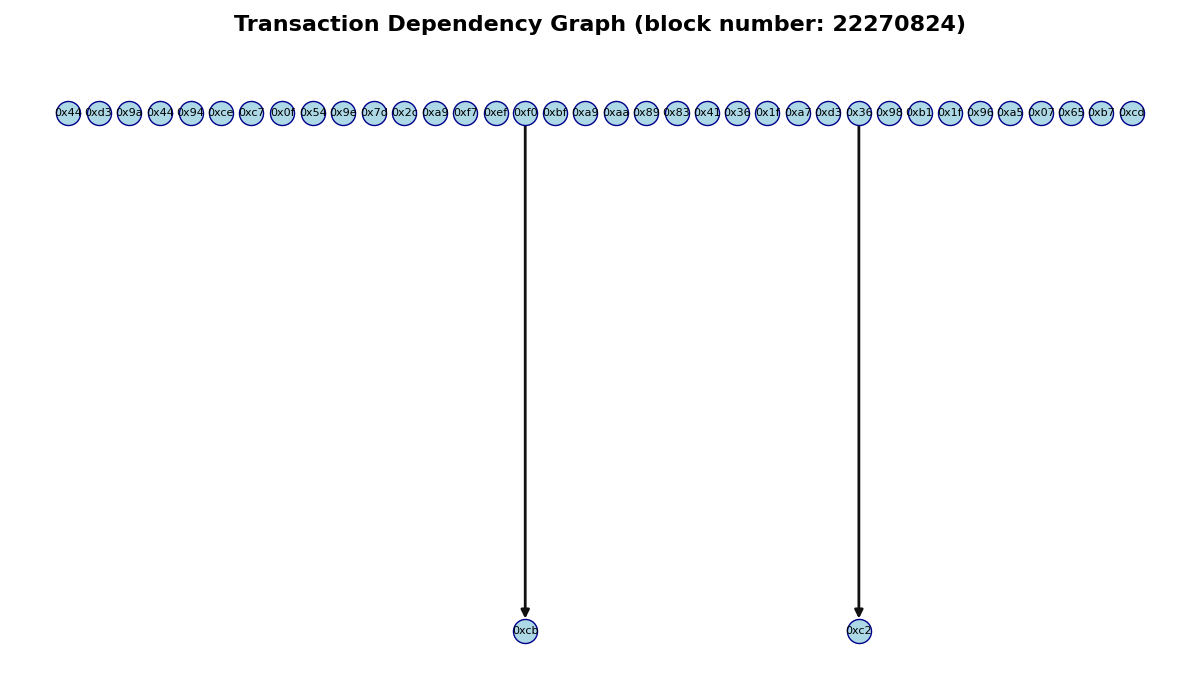 Transaction Dependency Graph (block number: 22270824)
0x44 0xd3 0x9a 0x44 0x94 0xce 0xc7 0x0f 0x54 0x9e 0x7d 0x2c 0xa9 0xf7 0xef 0xf0 0xbf 0xa9 0xaa 0x89 0x83 0x41 0x36 0x1f 0xa7 0xd3 0x36 0x98 0xb1 0x1f 0x96 0xa5 0x07 0x65 0xb7 0xcd
0xcb 0xc2